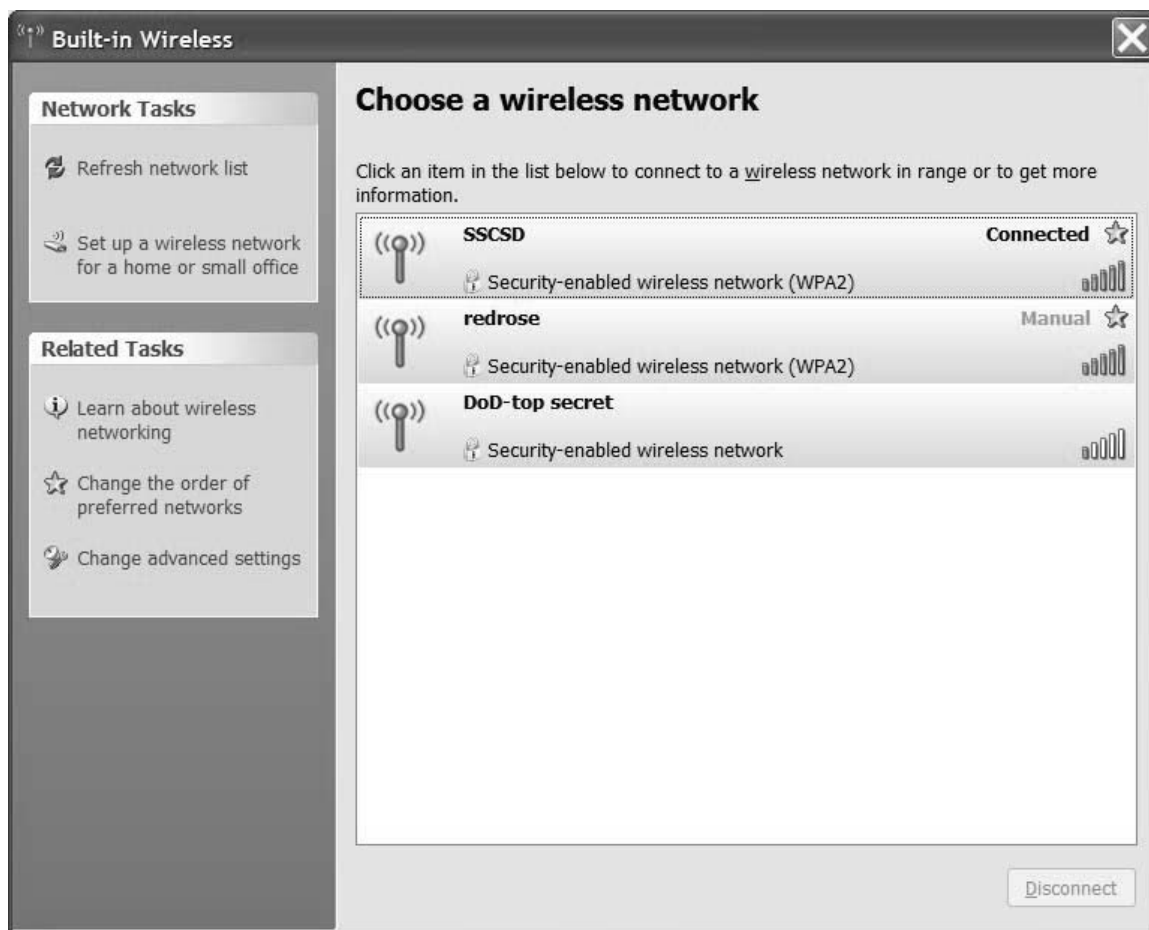 Built-in Wireless
Network Tasks
Refresh network list
Set up a wireless network
for a home or small office
Related Tasks
Learn about wireless
networking
Change the order of
preferred networks
Change advanced settings
Choose a wireless network
Click an item in the list below to connect to a wireless network in range or to get more
information.
SSCSD Connected
Security-enabled wireless network (WPA2)
redrose Manual
Security-enabled wireless network (WPA2)
DoD-top secret
Security-enabled wireless network
Disconnect